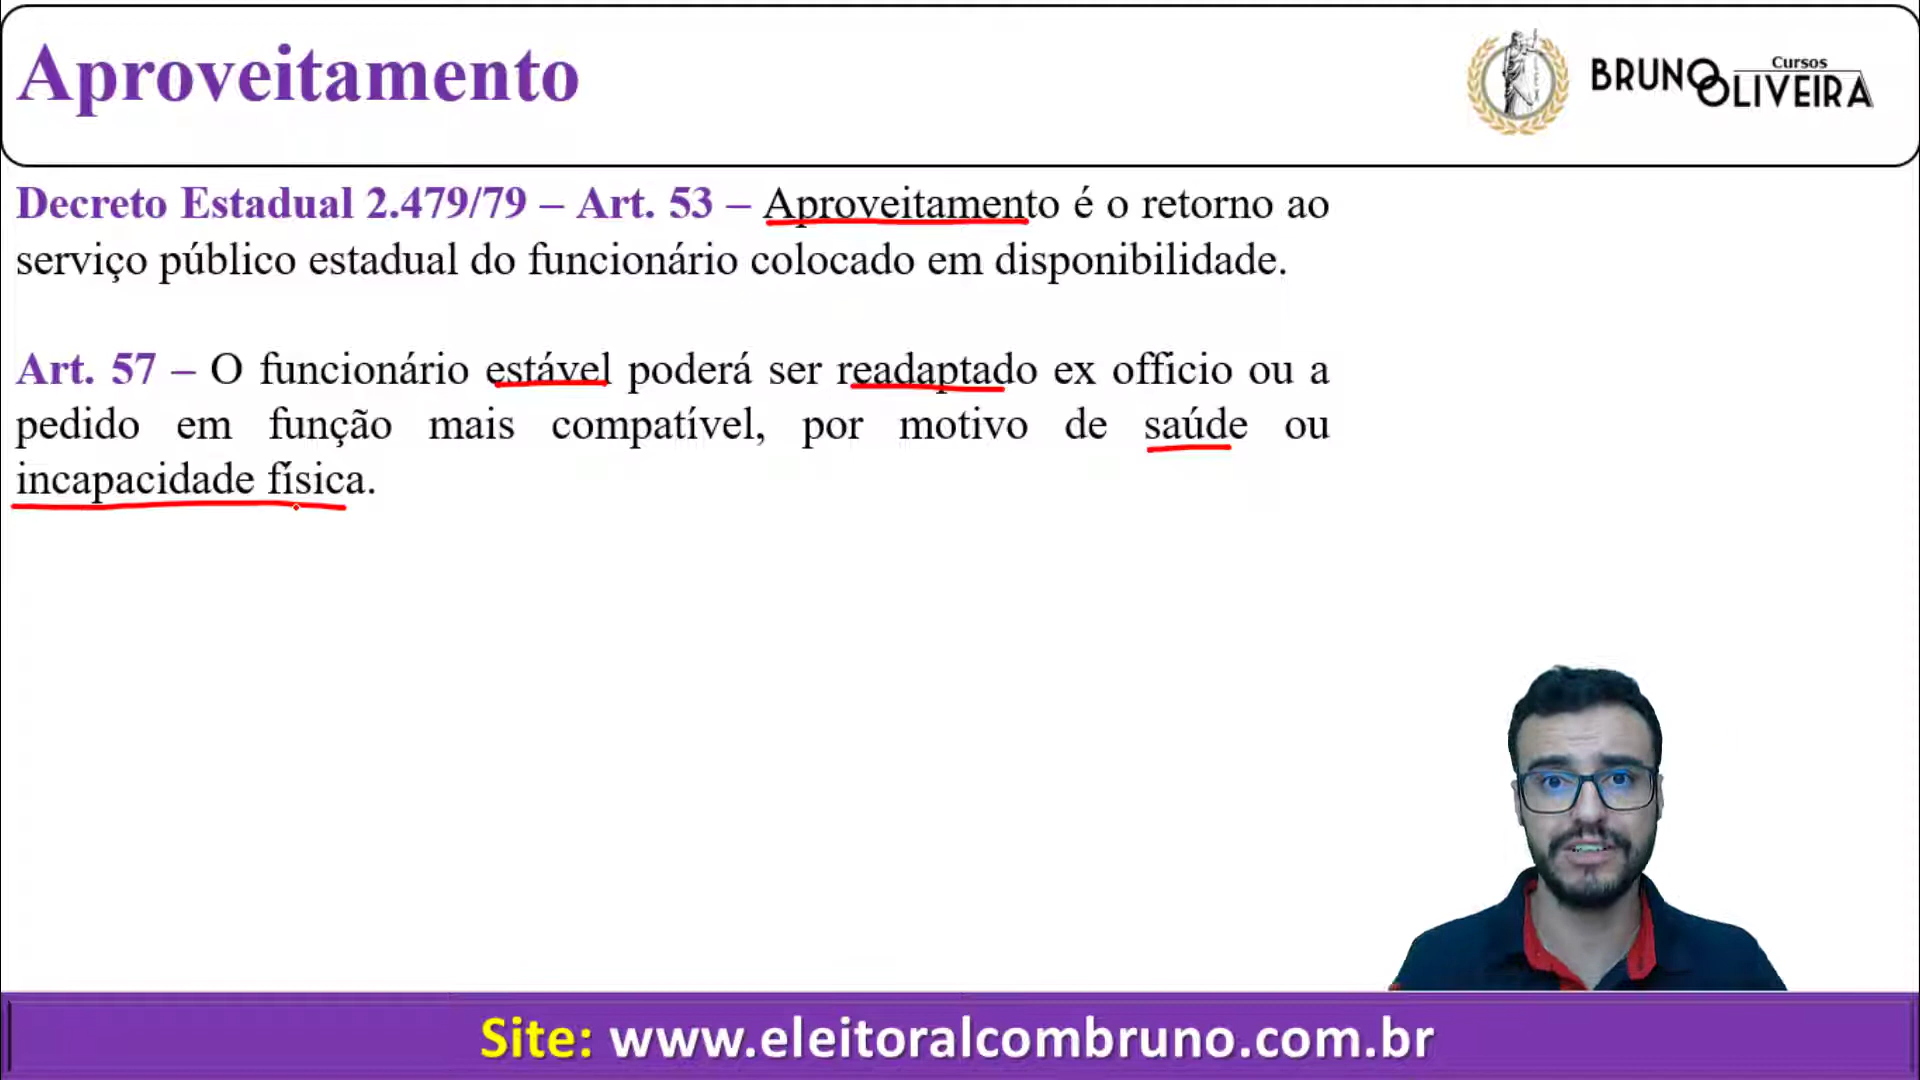 Aproveitamento
Cursos
BRUNO OLIVEIRA
Decreto Estadual 2.479/79 – Art. 53 – Aproveitamento é o retorno ao
serviço público estadual do funcionário colocado em disponibilidade.
Art. 57 – O funcionário estável poderá ser readaptado ex officio ou a
pedido em função mais compatível, por motivo de saúde ou
incapacidade física.
Site: www.eleitoralcombruno.com.br